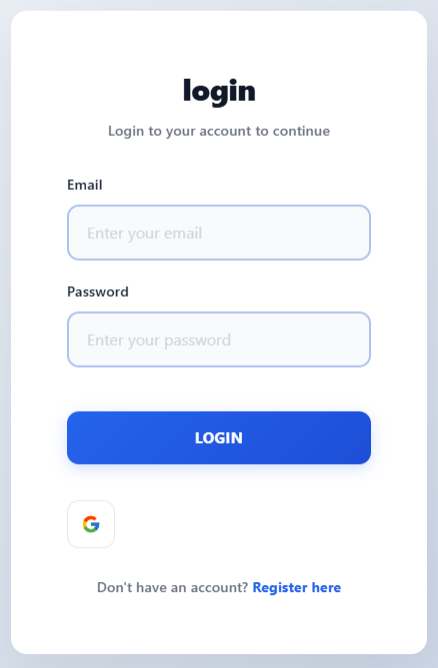 login
Login to your account to continue
Email
Enter your email
Password
Enter your password
LOGIN
Don't have an account? Register here